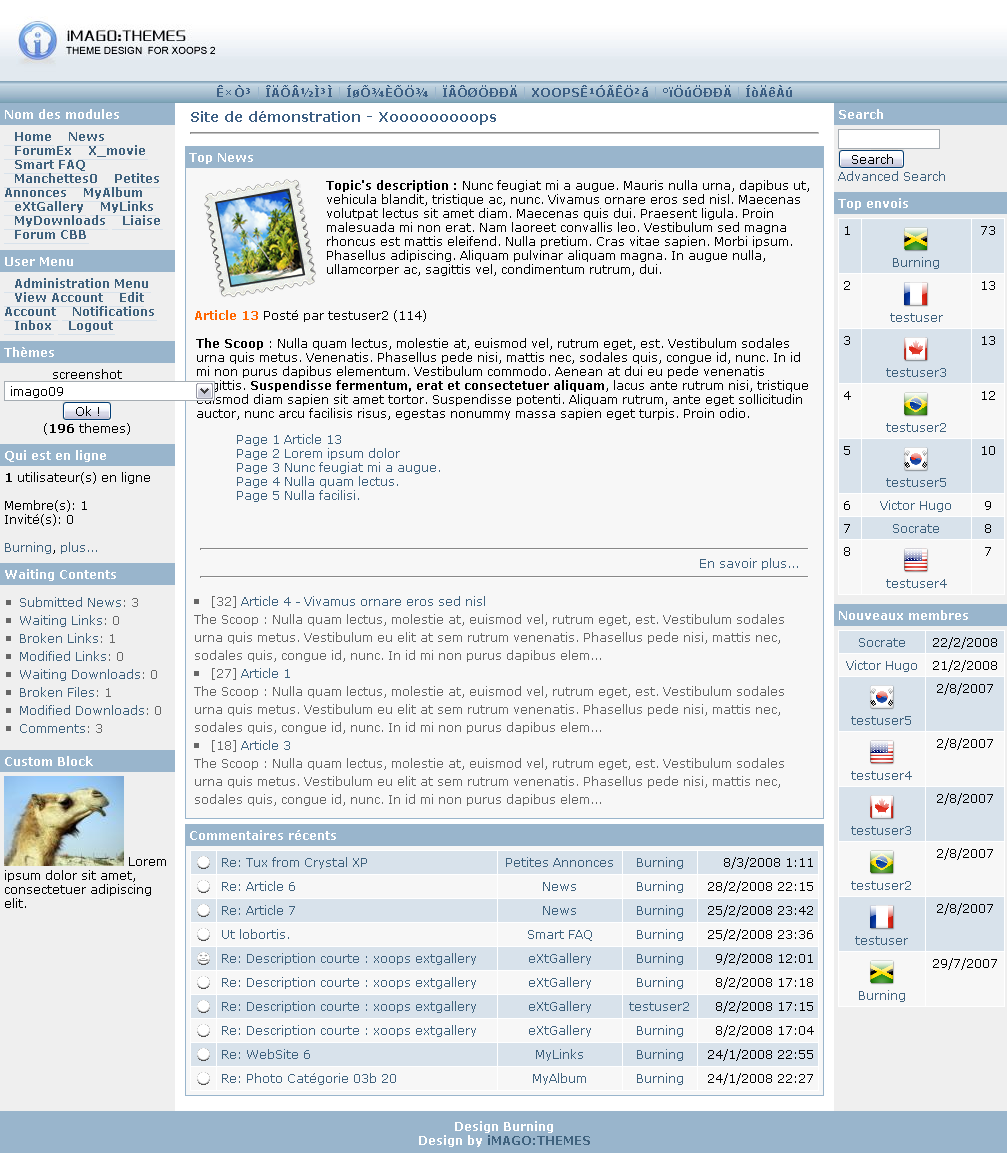 iMAGO:THEMES
THEME DESIGN FOR XOOPS 2
Ê×Ò³ ÎÄÕÂ½Ì³Ì ÍøÕ¾ÈÕÖ¾ ÏÂÔØÖÐÐÄ XOOPSÊ¹ÓÃÊÖ²á °ïÖúÖÐÐÄ ÍòÄêÀú
Nom des modules
Home News
ForumEx X_movie
Smart FAQ
Manchettes0 Petites
Annonces MyAlbum
eXtGallery MyLinks
MyDownloads Liaise
Forum CBB
User Menu
Administration Menu
View Account Edit
Account Notifications
Inbox Logout
Thèmes
screenshot
imago09
Ok !
(196 themes)
Qui est en ligne
1 utilisateur(s) en ligne
Membre(s): 1
Invité(s): 0
Burning, plus...
Waiting Contents
Submitted News: 3
Waiting Links: 0
Broken Links: 1
Modified Links: 0
Waiting Downloads: 0
Broken Files: 1
Modified Downloads: 0
Comments: 3
Custom Block
Lorem
ipsum dolor sit amet,
consectetuer adipiscing
elit.
Site de démonstration - Xooooooooops
Top News
Topic's description : Nunc feugiat mi a augue. Mauris nulla urna, dapibus ut,
vehicula blandit, tristique ac, nunc. Vivamus ornare eros sed nisl. Maecenas
volutpat lectus sit amet diam. Maecenas quis dui. Praesent ligula. Proin
malesuada mi non erat. Nam laoreet convallis leo. Vestibulum sed magna
rhoncus est mattis eleifend. Nulla pretium. Cras vitae sapien. Morbi ipsum.
Phasellus adipiscing. Aliquam pulvinar aliquam magna. In augue nulla,
ullamcorper ac, sagittis vel, condimentum rutrum, dui.
Article 13 Posté par testuser2 (114)
The Scoop : Nulla quam lectus, molestie at, euismod vel, rutrum eget, est. Vestibulum sodales
urna quis metus. Venenatis. Phasellus pede nisi, mattis nec, sodales quis, congue id, nunc. In id
mi non purus dapibus elementum. Vestibulum commodo. Aenean at dui eu pede venenatis
sagittis. Suspendisse fermentum, erat et consectetuer aliquam, lacus ante rutrum nisi, tristique
euismod diam sapien sit amet tortor. Suspendisse potenti. Aliquam rutrum, ante eget sollicitudin
auctor, nunc arcu facilisis risus, egestas nonummy massa sapien eget turpis. Proin odio.
Page 1 Article 13
Page 2 Lorem ipsum dolor
Page 3 Nunc feugiat mi a augue.
Page 4 Nulla quam lectus.
Page 5 Nulla facilisi.
En savoir plus...
[32] Article 4 - Vivamus ornare eros sed nisl
The Scoop : Nulla quam lectus, molestie at, euismod vel, rutrum eget, est. Vestibulum sodales
urna quis metus. Vestibulum eu elit at sem rutrum venenatis. Phasellus pede nisi, mattis nec,
sodales quis, congue id, nunc. In id mi non purus dapibus elem...
[27] Article 1
The Scoop : Nulla quam lectus, molestie at, euismod vel, rutrum eget, est. Vestibulum sodales
urna quis metus. Vestibulum eu elit at sem rutrum venenatis. Phasellus pede nisi, mattis nec,
sodales quis, congue id, nunc. In id mi non purus dapibus elem...
[18] Article 3
The Scoop : Nulla quam lectus, molestie at, euismod vel, rutrum eget, est. Vestibulum sodales
urna quis metus. Vestibulum eu elit at sem rutrum venenatis. Phasellus pede nisi, mattis nec,
sodales quis, congue id, nunc. In id mi non purus dapibus elem...
Commentaires récents
Re: Tux from Crystal XP Petites Annonces Burning 8/3/2008 1:11
Re: Article 6 News Burning 28/2/2008 22:15
Re: Article 7 News Burning 25/2/2008 23:42
Ut lobortis. Smart FAQ Burning 25/2/2008 23:36
Re: Description courte : xoops extgallery eXtGallery Burning 9/2/2008 12:01
Re: Description courte : xoops extgallery eXtGallery Burning 8/2/2008 17:18
Re: Description courte : xoops extgallery eXtGallery testuser2 8/2/2008 17:15
Re: Description courte : xoops extgallery eXtGallery Burning 8/2/2008 17:04
Re: WebSite 6 MyLinks Burning 24/1/2008 22:55
Re: Photo Catégorie 03b 20 MyAlbum Burning 24/1/2008 22:27
Search
Search
Advanced Search
Top envois
1 Burning 73
2 testuser 13
3 testuser3 13
4 testuser2 12
5 testuser5 10
6 Victor Hugo 9
7 Socrate 8
8 testuser4 7
Nouveaux membres
Socrate 22/2/2008
Victor Hugo 21/2/2008
testuser5 2/8/2007
testuser4 2/8/2007
testuser3 2/8/2007
testuser2 2/8/2007
testuser 2/8/2007
Burning 29/7/2007
Design Burning
Design by iMAGO:THEMES